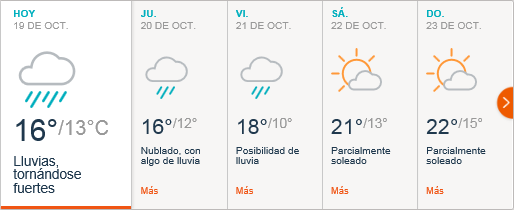 HOY
19 DE OCT.
16°/13°C
Lluvias,
tornándose
fuertes
JU.
20 DE OCT.
16°/12°
Nublado, con
algo de lluvia
Más
VI.
21 DE OCT.
18°/10°
Posibilidad de
lluvia
Más
SÁ.
22 DE OCT.
21°/13°
Parcialmente
soleado
Más
DO.
23 DE OCT.
22°/15°
Parcialmente
soleado
Más